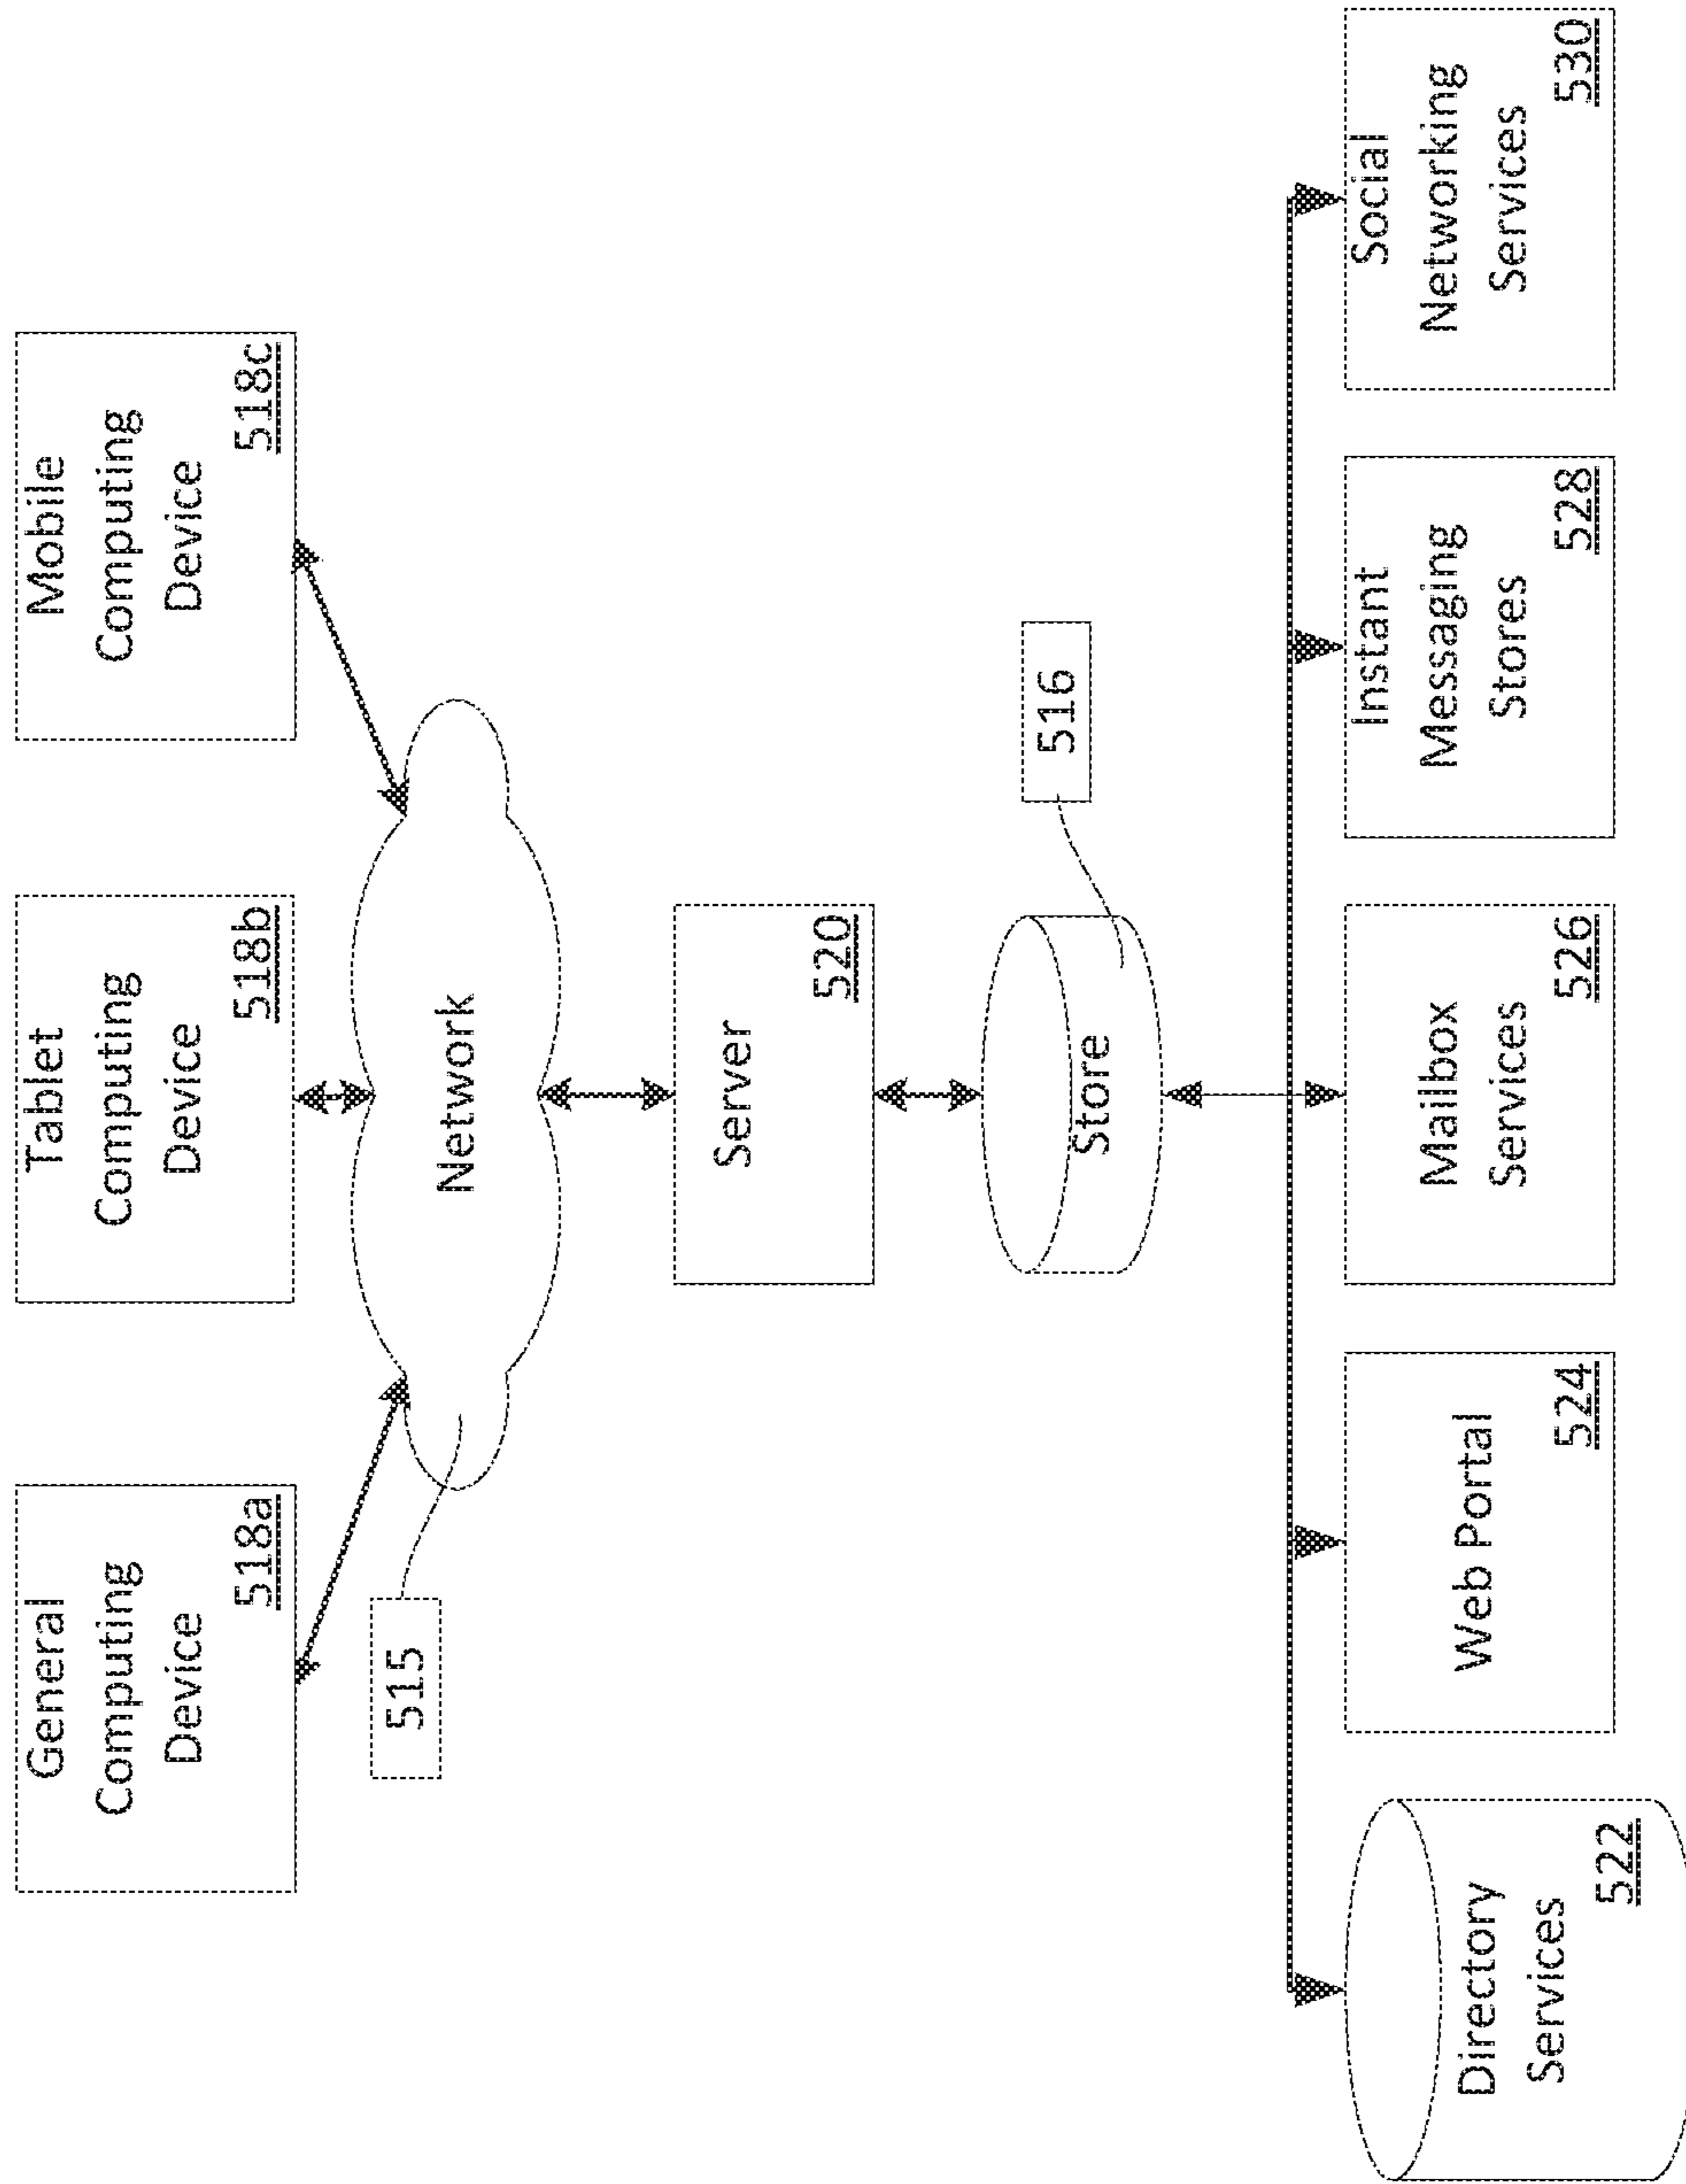 General
Computing
Device
518a
Tablet
Computing
Device
518b
Mobile
Computing
Device
518c
515
Network
Server
520
516
Store
Directory
Services
522
Web Portal
524
Mailbox
Services
526
Instant
Messaging
Stores
528
Social
Networking
Services
530